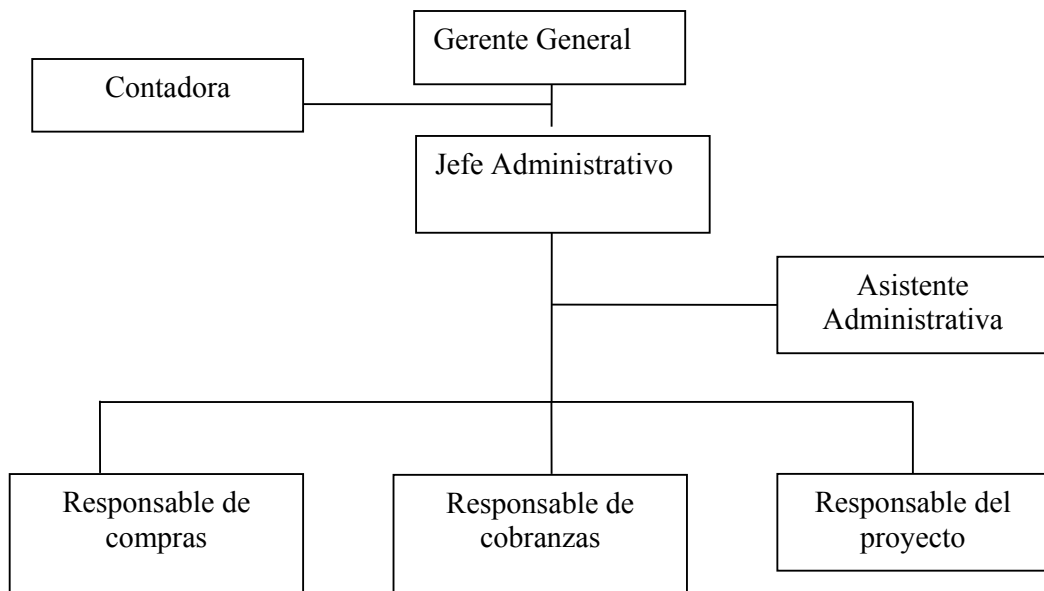 Gerente General
Contadora
Jefe Administrativo
Asistente
Administrativa
Responsable de
compras
Responsable de
cobranzas
Responsable del
proyecto